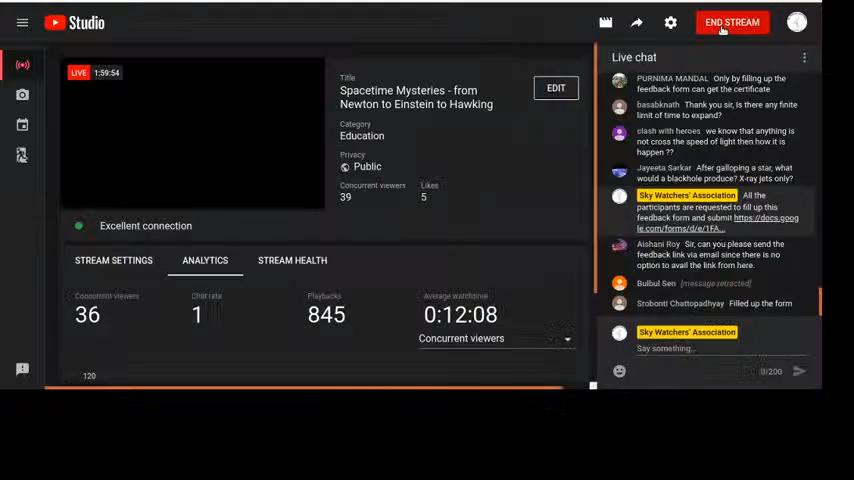 Studio
END STREAM
LIVE 1:59:54
Title
Spacetime Mysteries - from
Newton to Einstein to Hawking
EDIT
Category
Education
Privacy
Public
Concurrent viewers
39
Likes
5
Excellent connection
STREAM SETTINGS
ANALYTICS
STREAM HEALTH
Concurrent viewers
36
Chat rate
1
Playbacks
845
Average watchtime
0:12:08
Concurrent viewers
120
Live chat
PURNIMA MANDAL Only by filling up the
feedback form can get the certificate
basabknath Thank you sir, Is there any finite
limit of time to expand?
clash with heroes we know that anything is
not cross the speed of light then how it is
happen ??
Jayeeta Sarkar After galloping a star, what
would a blackhole produce? X-ray jets only?
Sky Watchers' Association All the
participants are requested to fill up this
feedback form and submit https://docs.goog
le.com/forms/d/e/1FA...
Aishani Roy Sir, can you please send the
feedback link via email since there is no
option to avail the link from here.
Bulbul Sen [message retracted]
Srobonti Chattopadhyay Filled up the form
Sky Watchers' Association
Say something...
0/200